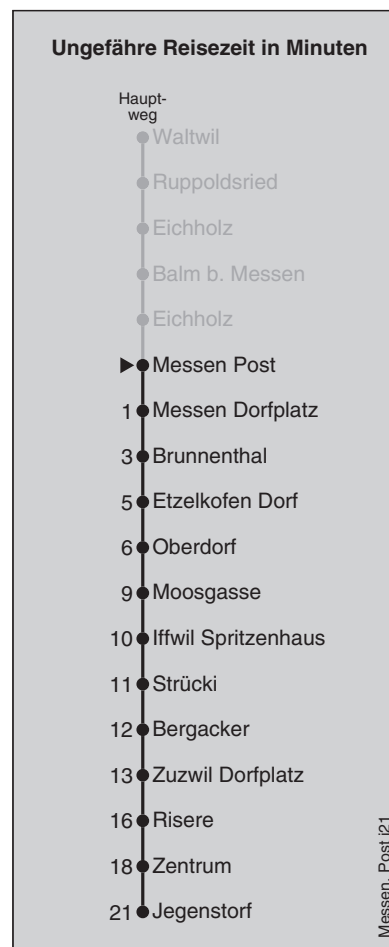 Ungefähre Reisezeit in Minuten
Haupt-
weg
Waltwil
Ruppoldsried
Eichholz
Balm b. Messen
Eichholz
Messen Post
1 Messen Dorfplatz
3 Brunnenthal
5 Etzelkofen Dorf
6 Oberdorf
9 Moosgasse
10 Iffwil Spritzenhaus
11 Strücki
12 Bergacker
13 Zuzwil Dorfplatz
16 Risere
18 Zentrum
21 Jegenstorf
Messen, Post j21